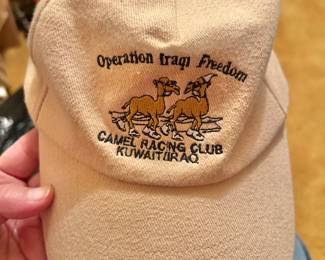 Operation Iraqi Freedom
CAMEL RACING CLUB
KUWAIT/IRAQ